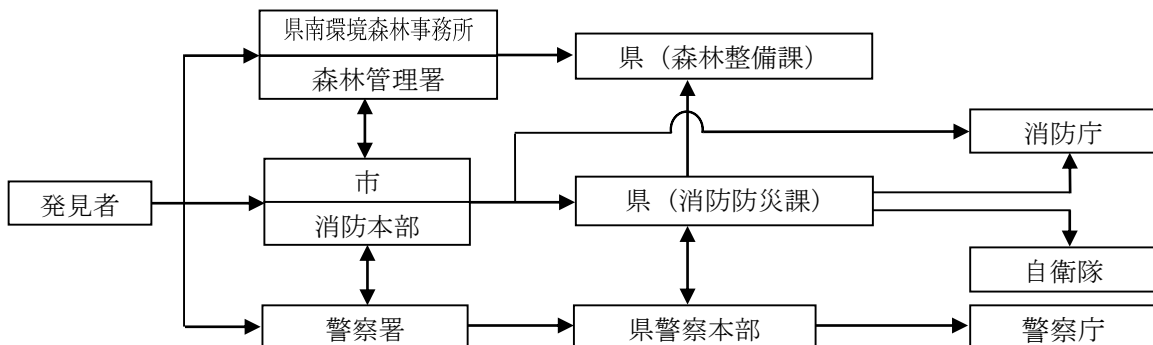 県南環境森林事務所
森林管理署
県（森林整備課）
消防庁
市
消防本部
発見者
県（消防防災課）
自衛隊
警察署
県警察本部
警察庁